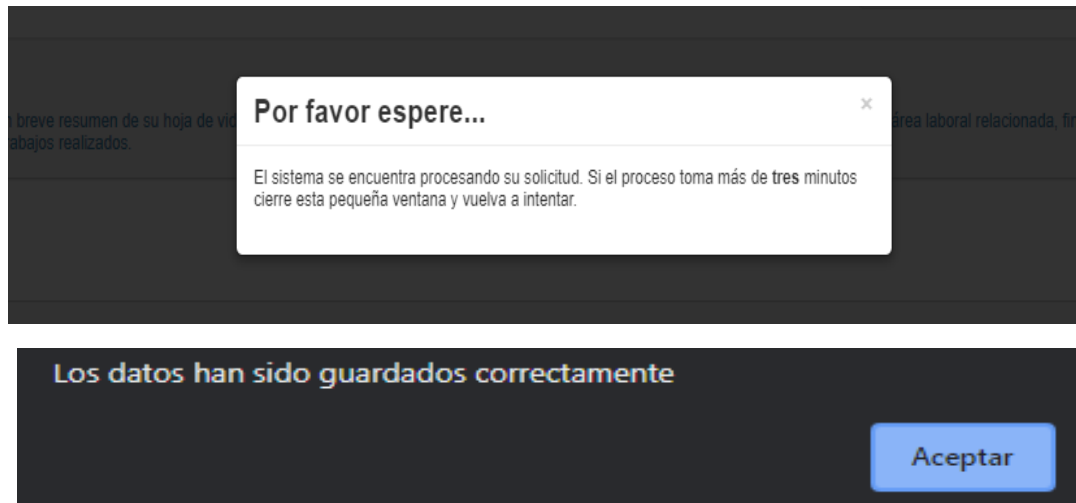 Por favor espere...
×
breve resumen de su hoja de vid
área laboral relacionada, fin
abajos realizados.
El sistema se encuentra procesando su solicitud. Si el proceso toma más de tres minutos
cierre esta pequeña ventana y vuelva a intentar.
Los datos han sido guardados correctamente
Aceptar